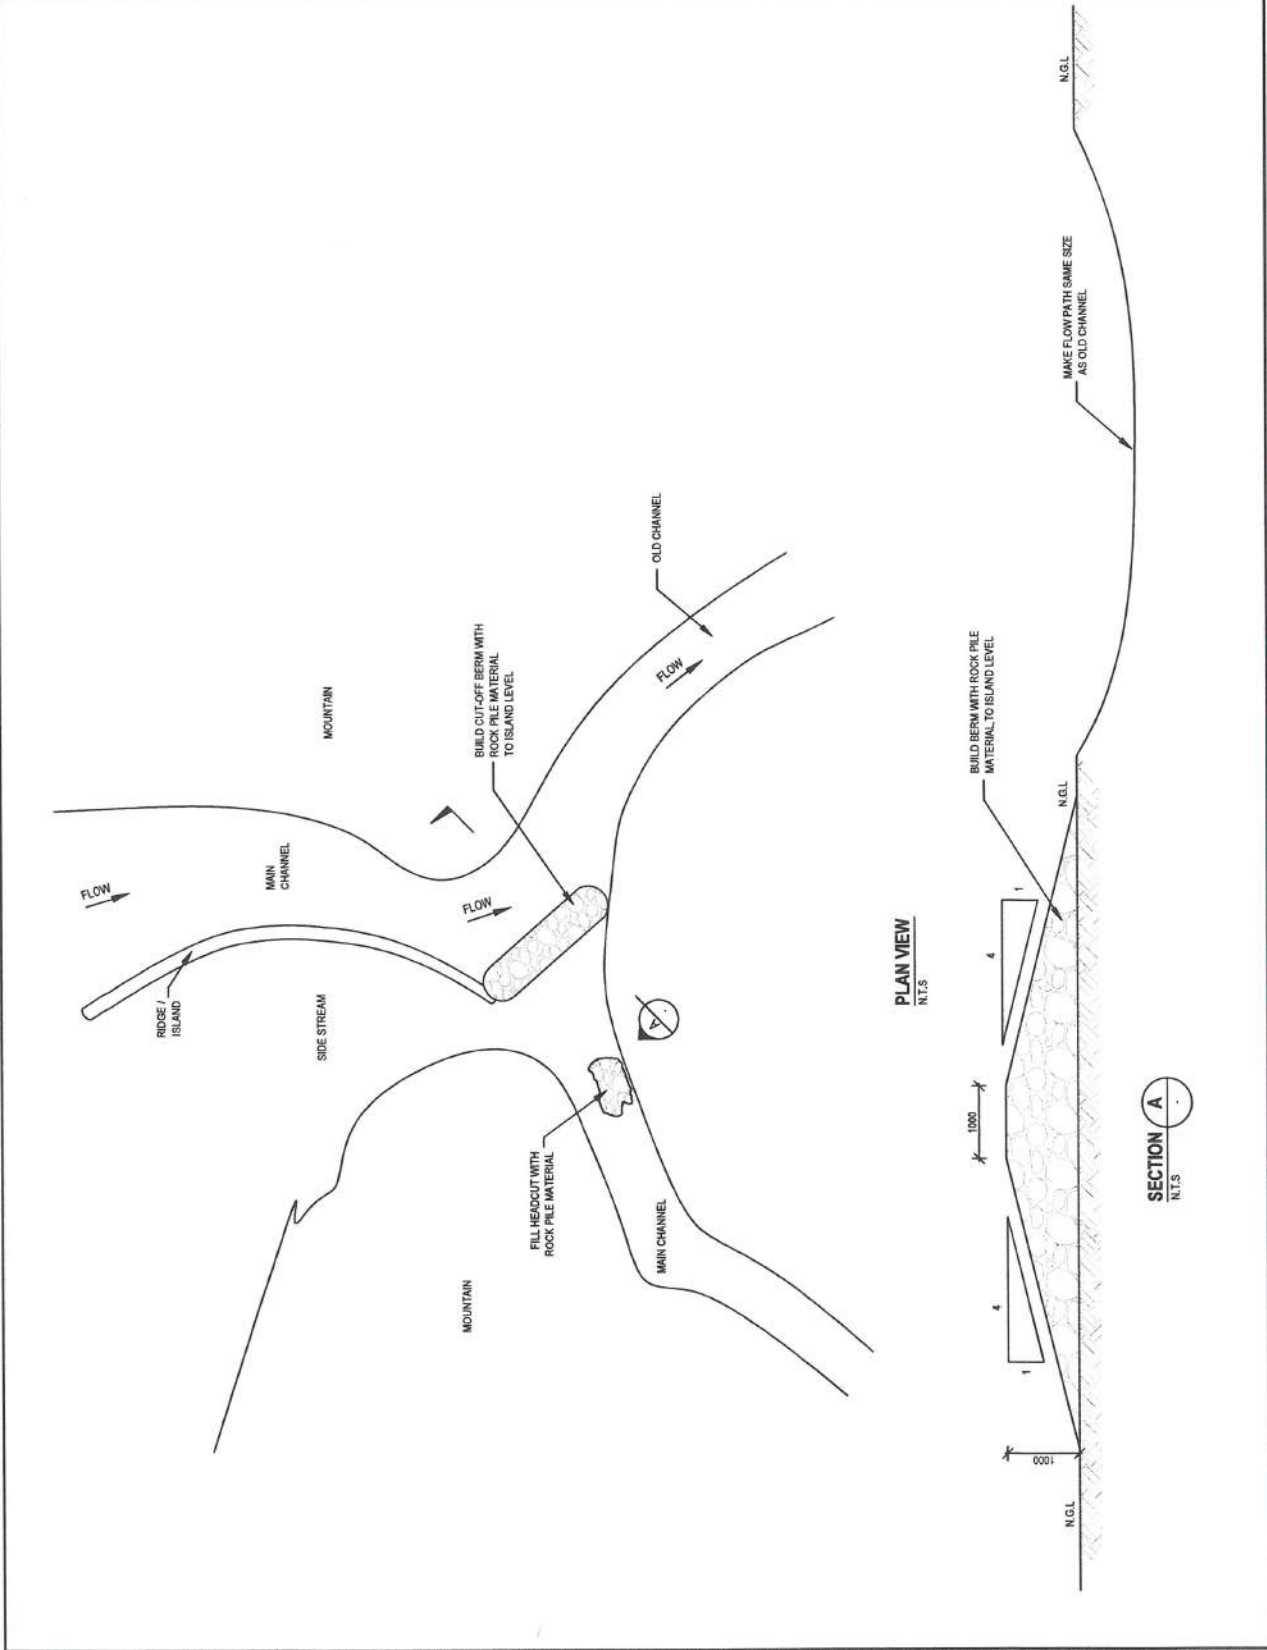 MOUNTAIN
FILL HEADCUT WITH
ROCK PILE MATERIAL
MAIN CHANNEL
RIDGE /
ISLAND
SIDE STREAM
FLOW
MAIN
CHANNEL
FLOW
A
MOUNTAIN
BUILD CUT-OFF BERM WITH
ROCK PILE MATERIAL
TO ISLAND LEVEL
FLOW
OLD CHANNEL
PLAN VIEW
N.T.S
N.G.L
1000
1
4
1000
4
1
BUILD BERM WITH ROCK PILE
MATERIAL,TO ISLAND LEVEL
N.G.L
MAKE FLOW PATH SAME SIZE
AS OLD CHANNEL
N.G.L
SECTION A
N.T.S
-